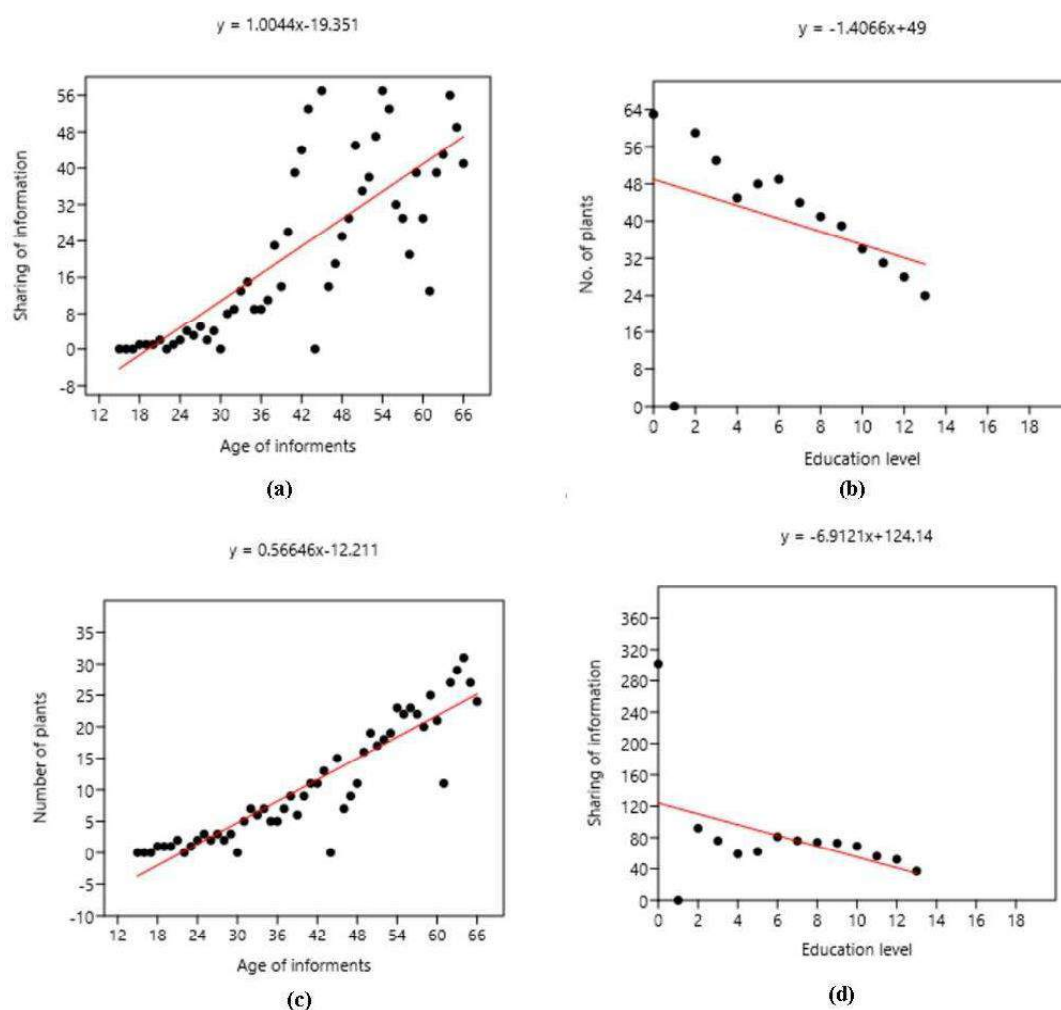 y = 1.0044x-19.351
56
48
40
32
24
16
8
0
-8
Sharing of information
12 18 24 30 36 42 48 54 60 66
Age of informents
(a)
y = -1.4066x+49
64
56
48
40
32
24
16
8
0
No. of plants
0 2 4 6 8 10 12 14 16 18
Education level
(b)
y = 0.56646x-12.211
35
30
25
20
15
10
5
0
-5
-10
Number of plants
12 18 24 30 36 42 48 54 60 66
Age of informents
(c)
y = -6.9121x+124.14
360
320
280
240
200
160
120
80
40
0
Sharing of information
0 2 4 6 8 10 12 14 16 18
Education level
(d)